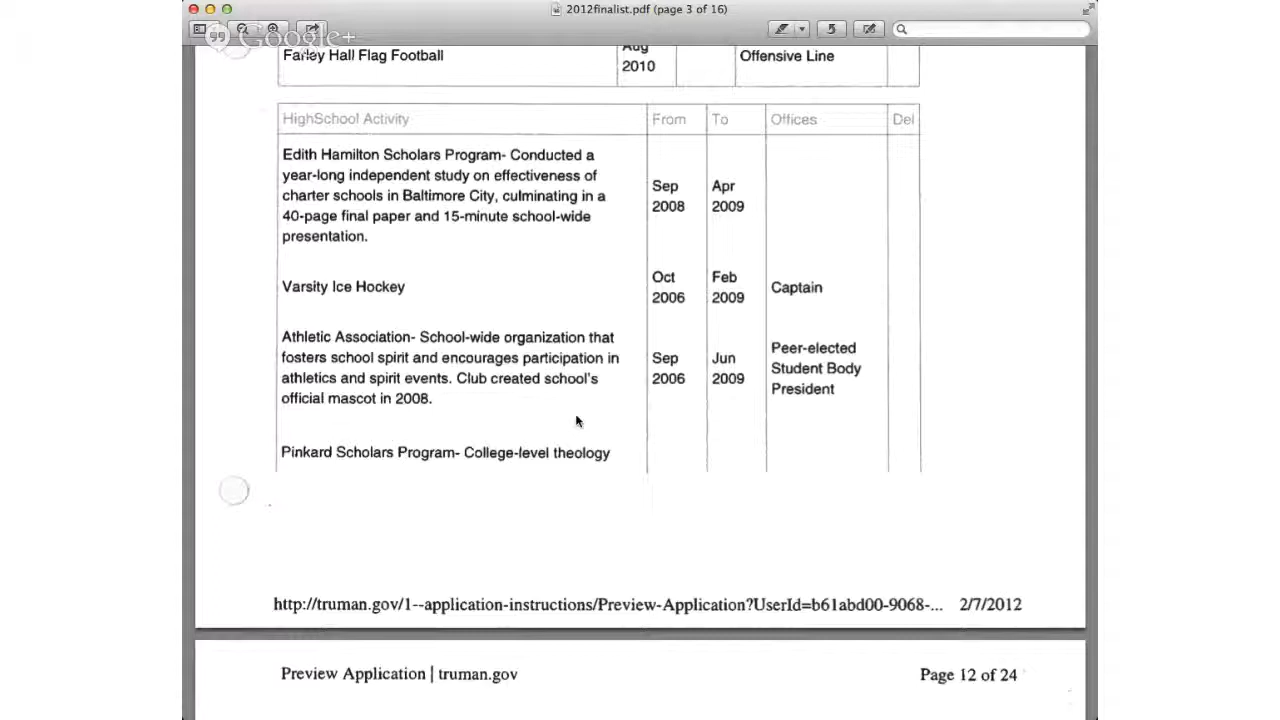 2012finalist.pdf (page 3 of 16)
Google+
Farley Hall Flag Football
Aug
2010
Offensive Line
HighSchool Activity From To Offices Del
Edith Hamilton Scholars Program- Conducted a
year-long independent study on effectiveness of
charter schools in Baltimore City, culminating in a
40-page final paper and 15-minute school-wide
presentation.
Sep
2008
Apr
2009
Varsity Ice Hockey
Oct
2006
Feb
2009
Captain
Athletic Association- School-wide organization that
fosters school spirit and encourages participation in
athletics and spirit events. Club created school's
official mascot in 2008.
Sep
2006
Jun
2009
Peer-elected
Student Body
President
Pinkard Scholars Program- College-level theology
http://truman.gov/1--application-instructions/Preview-Application?UserId=b61abd00-9068-... 2/7/2012
Preview Application | truman.gov Page 12 of 24